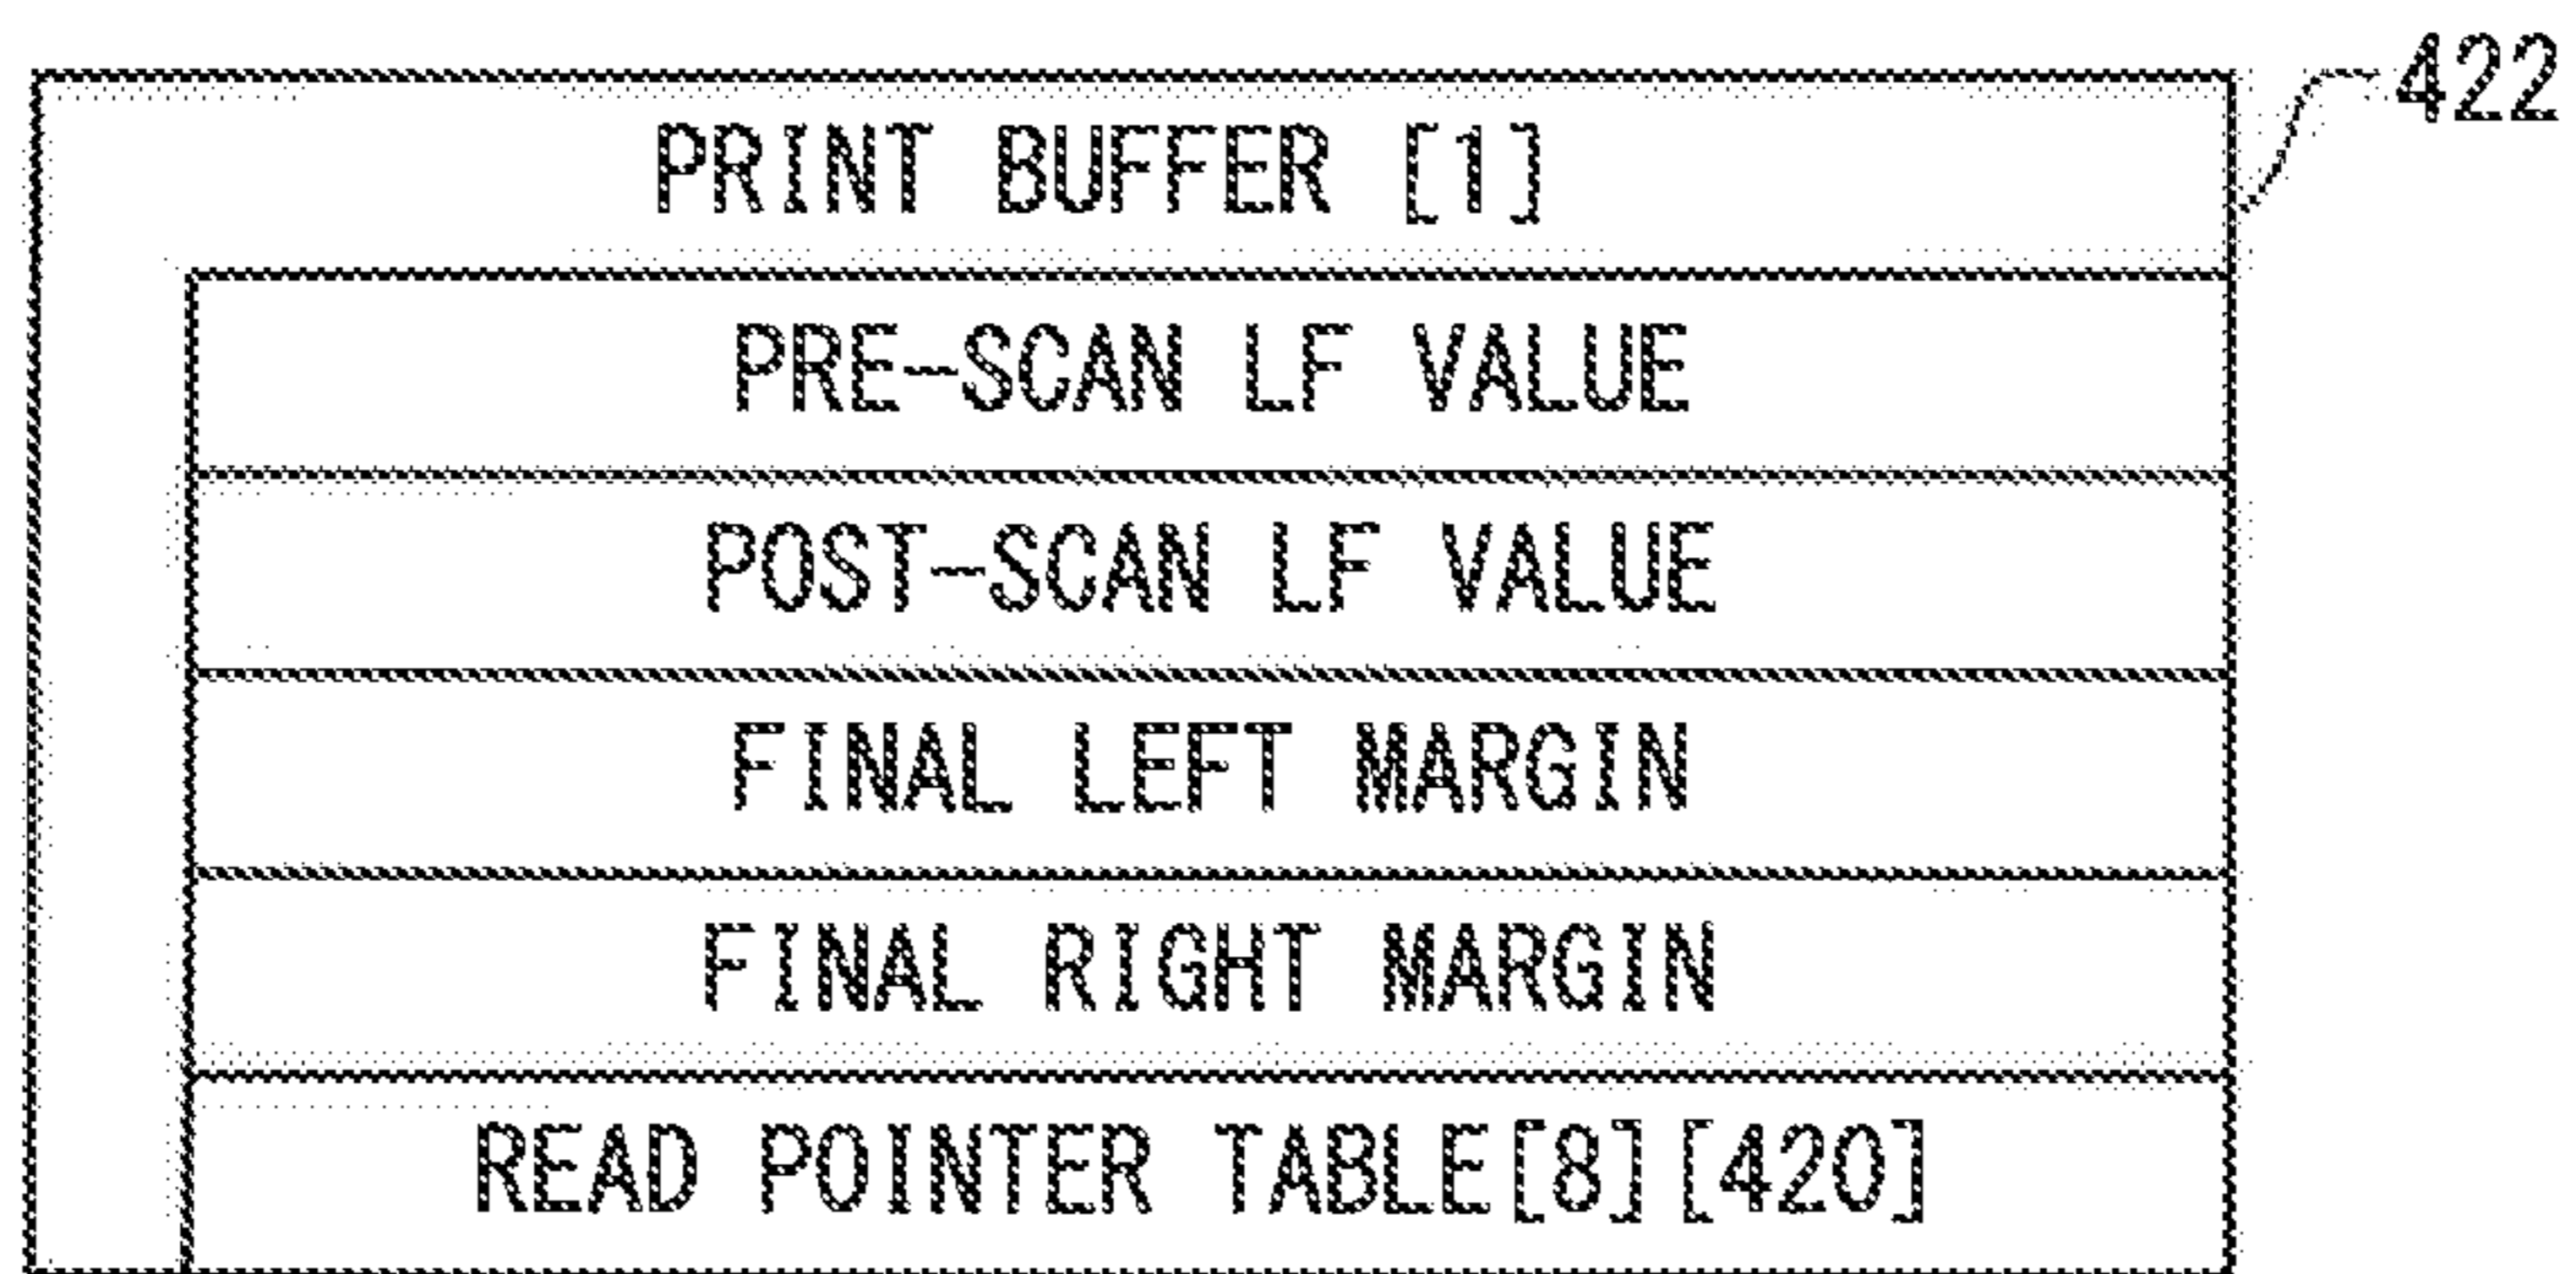 422
PRINT BUFFER [1]
PRE-SCAN LF VALUE
POST-SCAN LF VALUE
FINAL LEFT MARGIN
FINAL RIGHT MARGIN
READ POINTER TABLE[8][420]